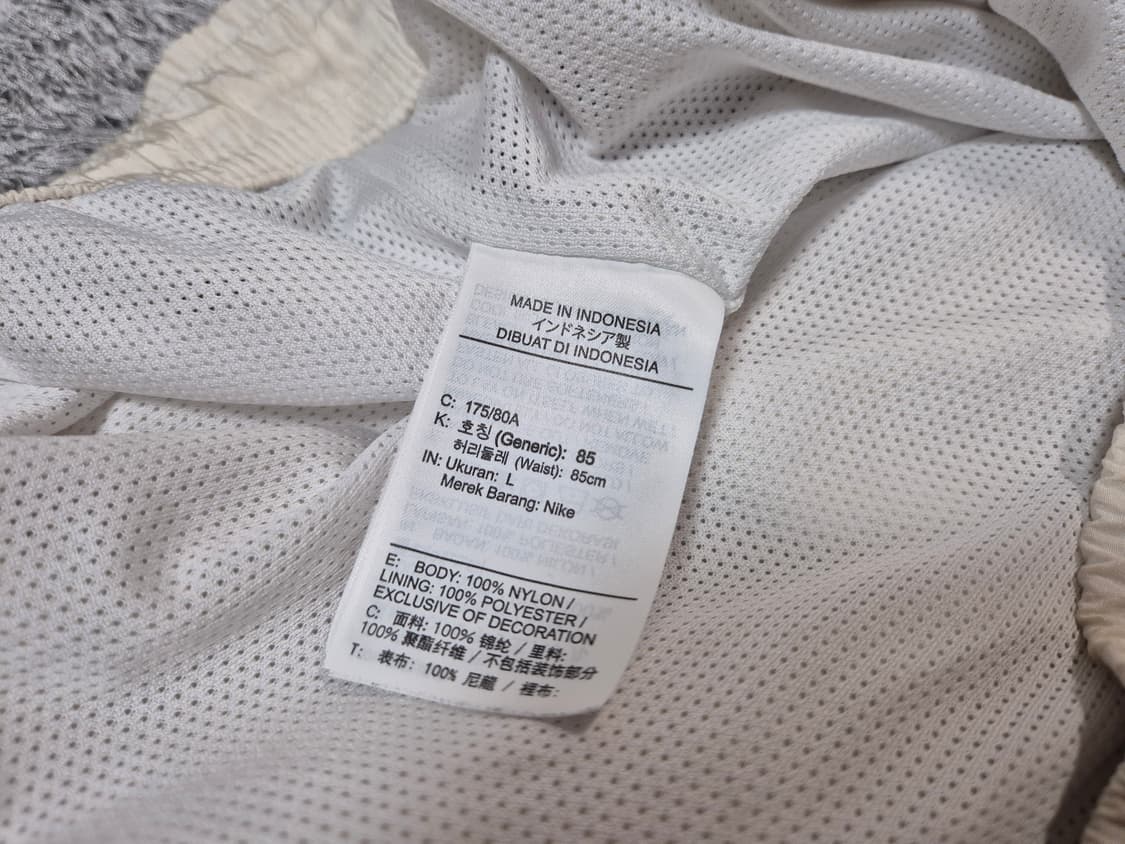 MADE IN INDONESIA
インドネシア製
DIBUAT DI INDONESIA
C: 175/80A
K: 호칭 (Generic): 85
허리둘레 (Waist): 85cm
IN: Ukuran: L
Merek Barang: Nike
E: BODY: 100% NYLON /
LINING: 100% POLYESTER /
EXCLUSIVE OF DECORATION
C: 面料: 100% 锦纶 / 里料:
100% 聚酯纤维 / 不包括装饰部分
T: 表布: 100% 尼龍 / 裡布: